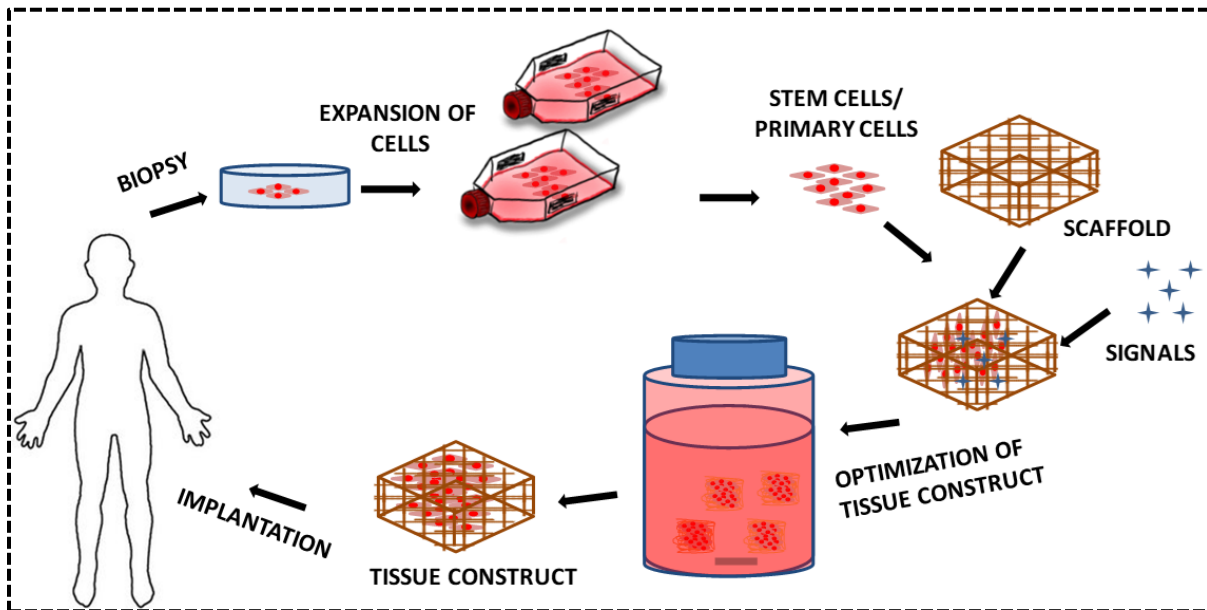 BIOPSY
EXPANSION OF
CELLS
STEM CELLS/
PRIMARY CELLS
SCAFFOLD
SIGNALS
OPTIMIZATION OF
TISSUE CONSTRUCT
TISSUE CONSTRUCT
IMPLANTATION